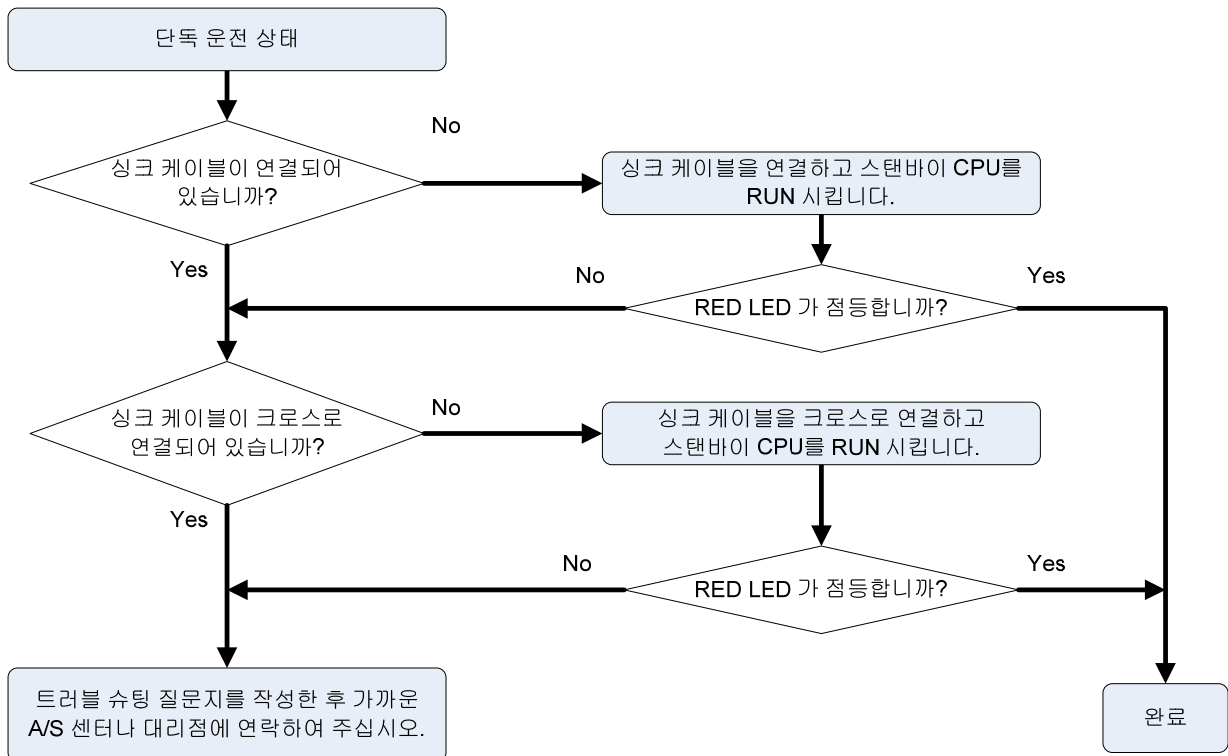 단독 운전 상태
No
싱크 케이블이 연결되어
있습니까?
싱크 케이블을 연결하고 스탠바이 CPU를
RUN 시킵니다.
Yes
No
Yes
RED LED 가 점등합니까?
싱크 케이블이 크로스로
연결되어 있습니까?
No
싱크 케이블을 크로스로 연결하고
스탠바이 CPU를 RUN 시킵니다.
Yes
No
Yes
RED LED 가 점등합니까?
트러블 슈팅 질문지를 작성한 후 가까운
A/S 센터나 대리점에 연락하여 주십시오.
완료